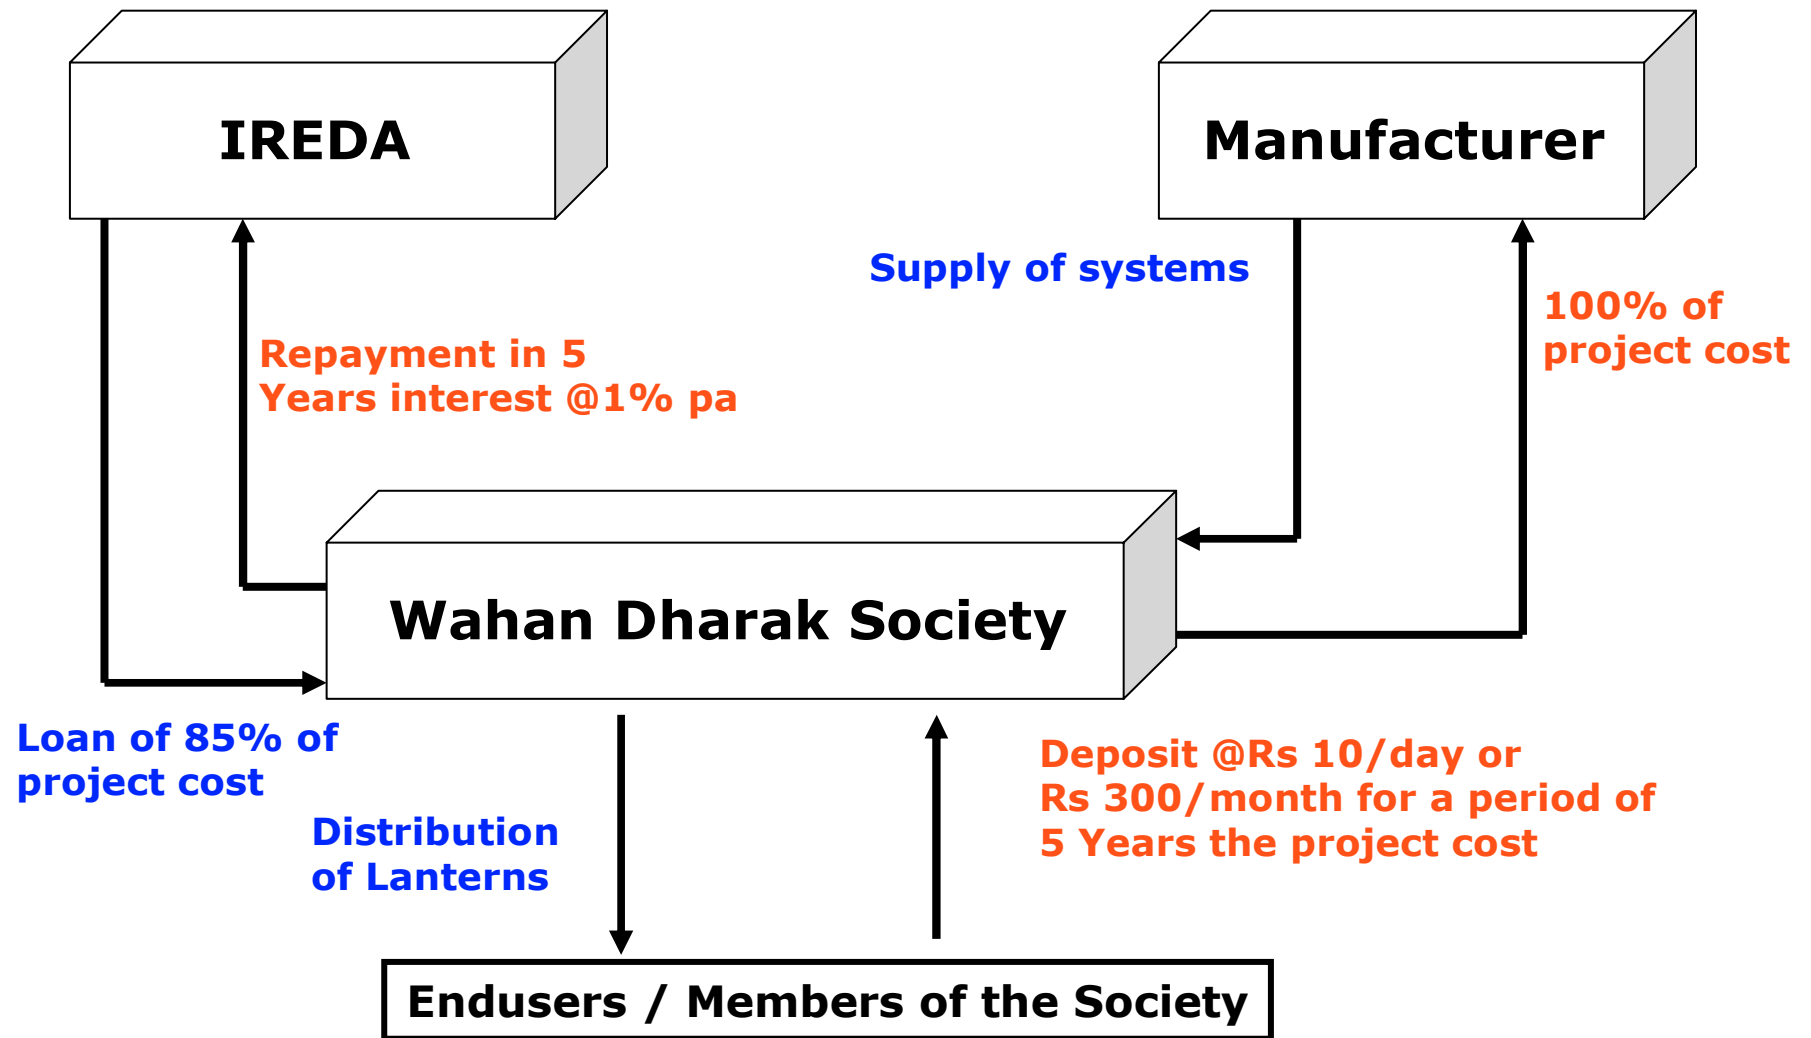 IREDA
Manufacturer
Supply of systems
100% of
project cost
Repayment in 5
Years interest @1% pa
Wahan Dharak Society
Loan of 85% of
project cost
Distribution
of Lanterns
Deposit @Rs 10/day or
Rs 300/month for a period of
5 Years the project cost
Endusers / Members of the Society